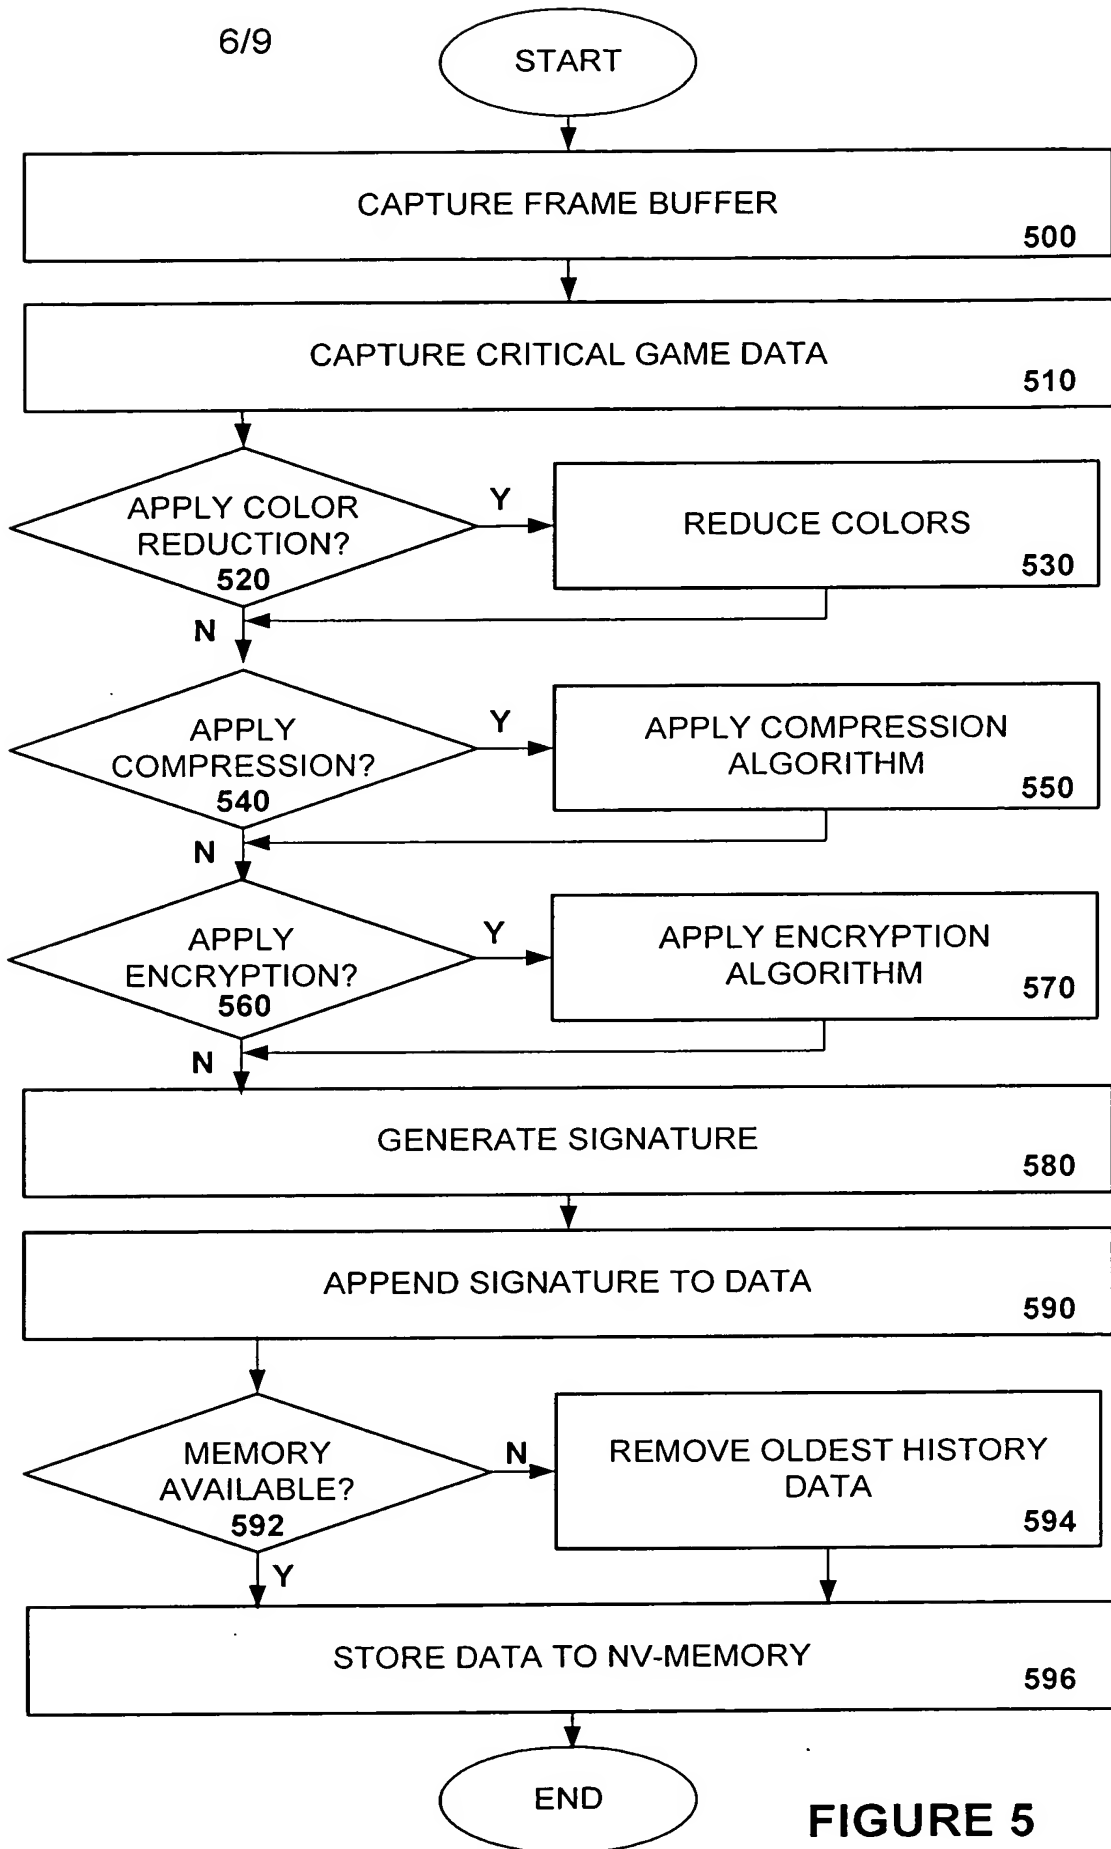 6/9
START
CAPTURE FRAME BUFFER
500
CAPTURE CRITICAL GAME DATA
510
APPLY COLOR
REDUCTION?
520
Y
REDUCE COLORS
530
N
APPLY
COMPRESSION?
540
Y
APPLY COMPRESSION
ALGORITHM
550
N
APPLY
ENCRYPTION?
560
Y
APPLY ENCRYPTION
ALGORITHM
570
N
GENERATE SIGNATURE
580
APPEND SIGNATURE TO DATA
590
MEMORY
AVAILABLE?
592
N
REMOVE OLDEST HISTORY
DATA
594
Y
STORE DATA TO NV-MEMORY
596
END
FIGURE 5